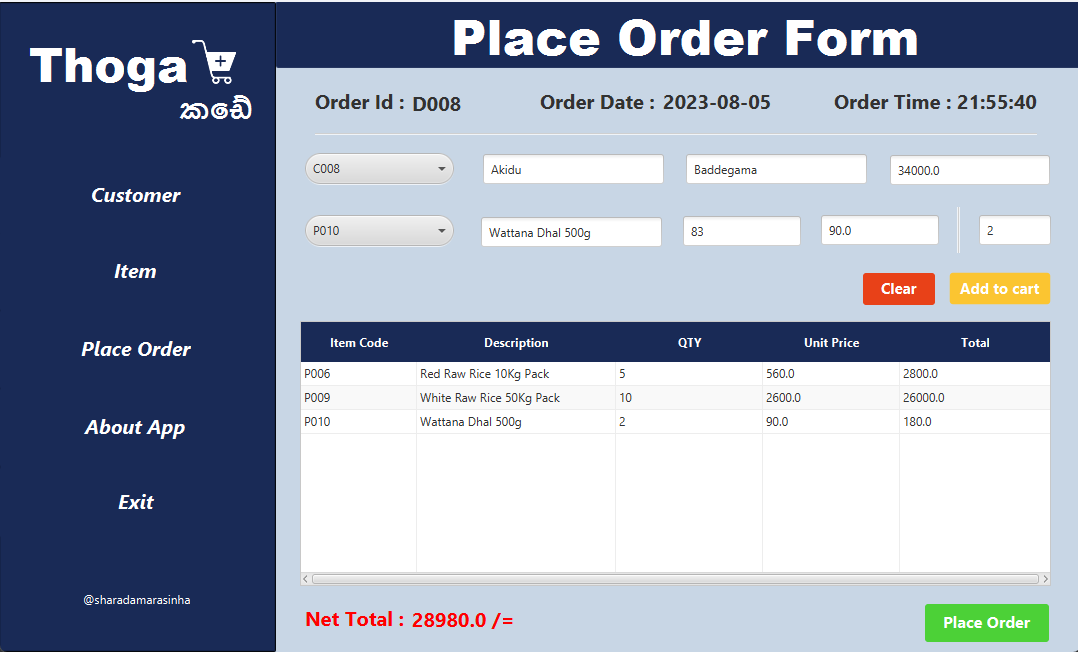 Thoga
කඩේ
Customer
Item
Place Order
About App
Exit
@sharadamarasinha
Place Order Form
Order Id : D008 Order Date : 2023-08-05 Order Time : 21:55:40
C008 Akidu Baddegama 34000.0
P010 Wattana Dhal 500g 83 90.0 2
Clear Add to cart
Item Code Description QTY Unit Price Total
P006 Red Raw Rice 10Kg Pack 5 560.0 2800.0
P009 White Raw Rice 50Kg Pack 10 2600.0 26000.0
P010 Wattana Dhal 500g 2 90.0 180.0
Net Total : 28980.0 /=
Place Order